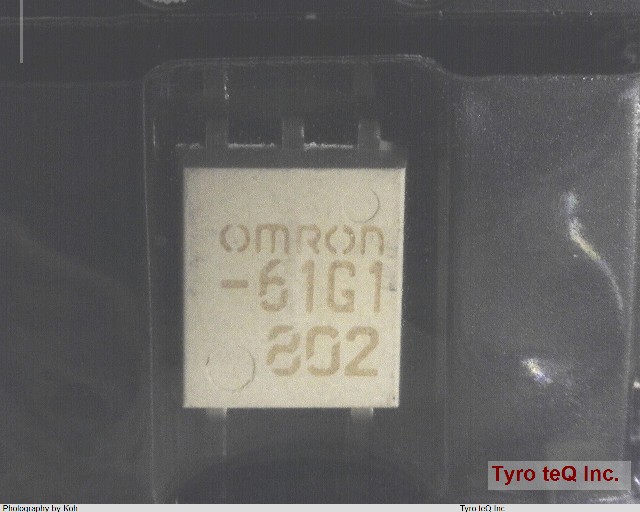 omron
-61G1
802
Tyro teQ Inc.
Photography by Koh
Tyro teQ Inc